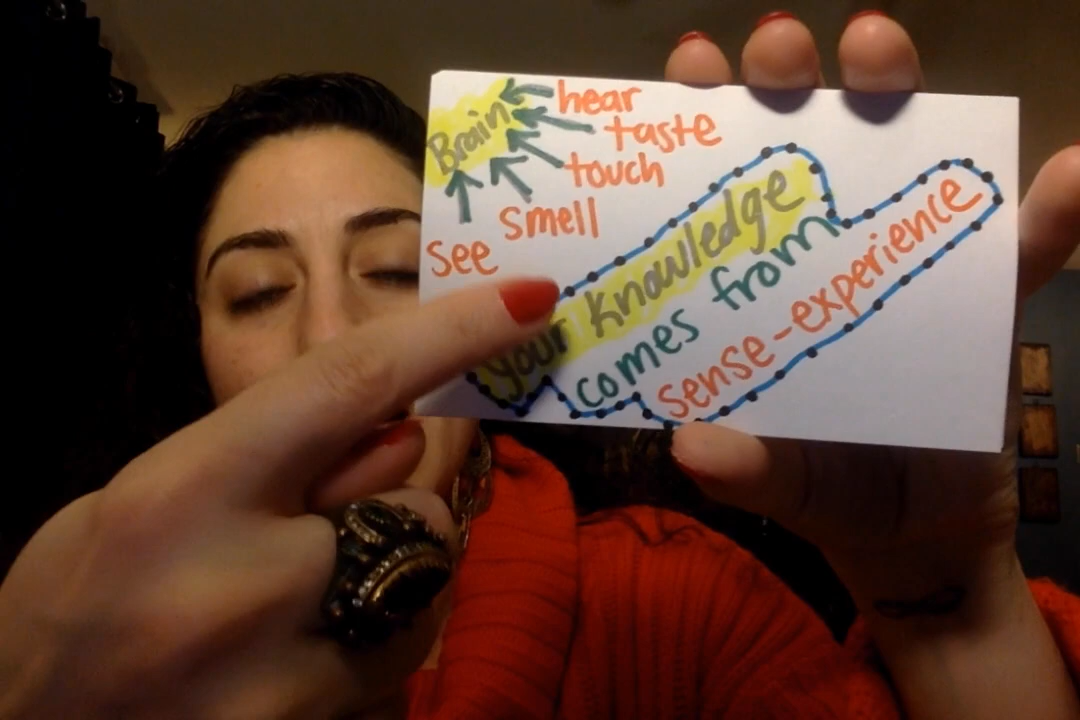 Brain
hear
taste
touch
smell
see
your knowledge
comes from
sense-experience